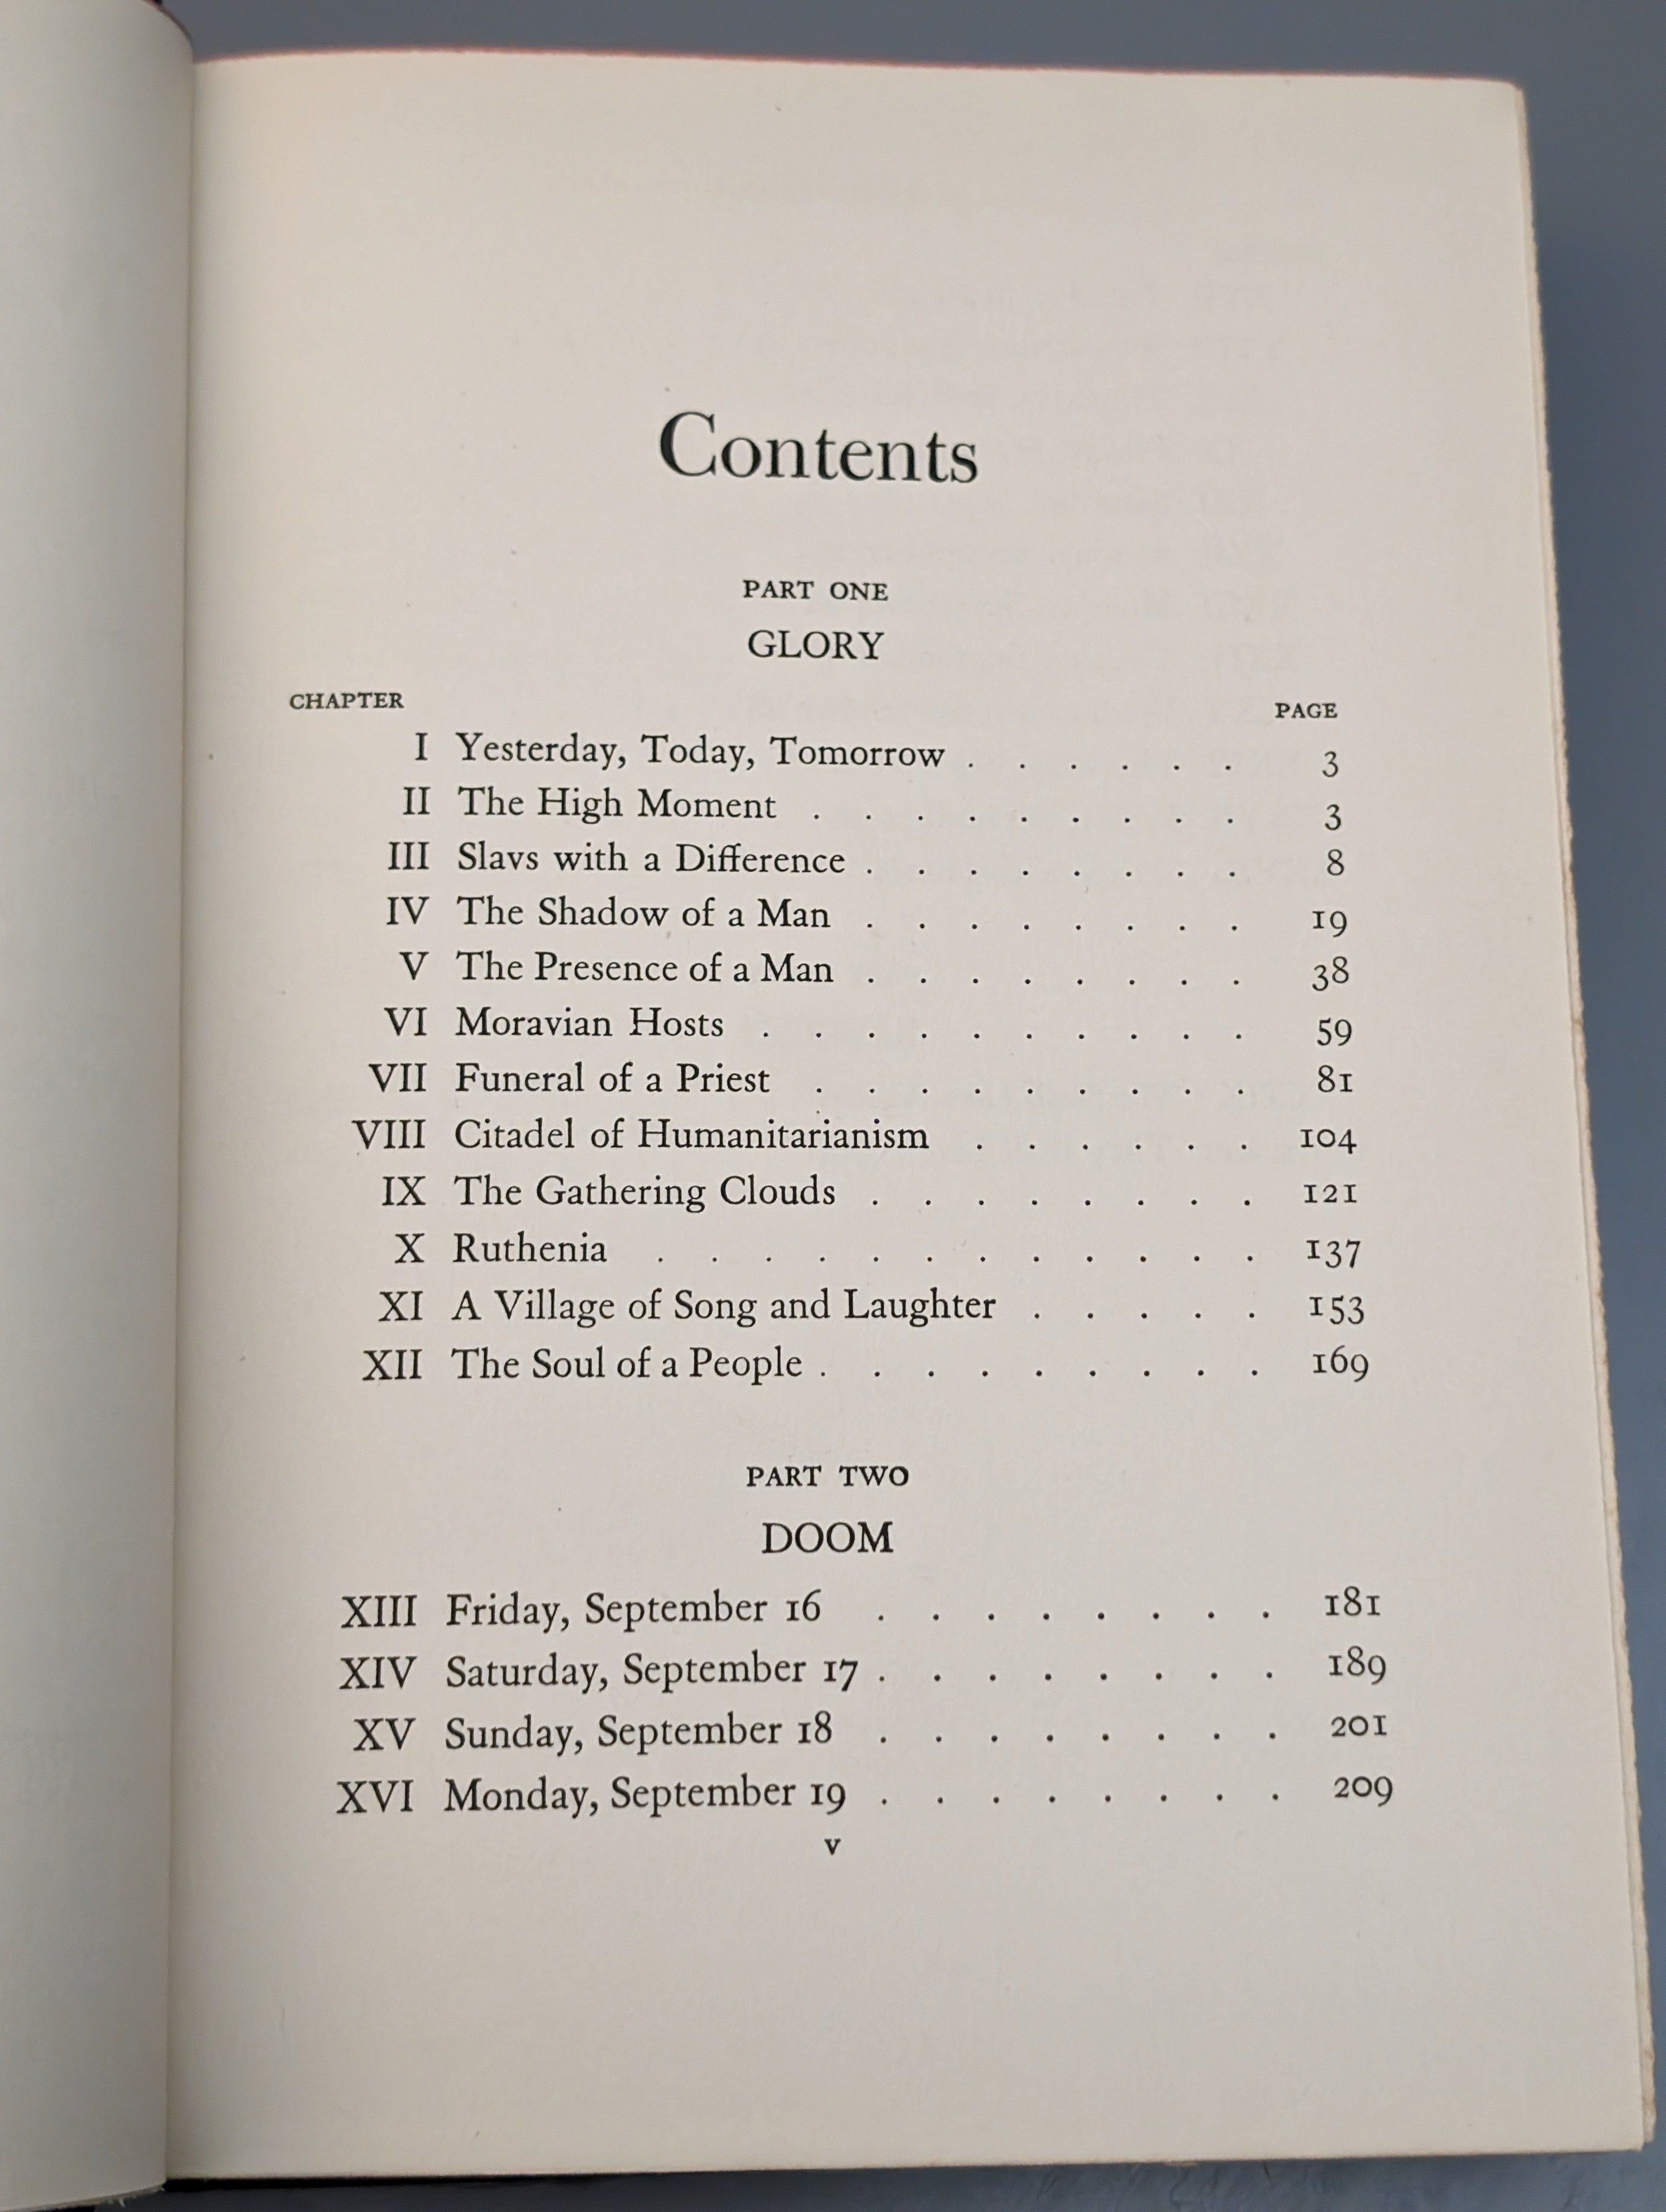 Contents
PART ONE
GLORY
CHAPTER PAGE
I Yesterday, Today, Tomorrow . . . . . . 3
II The High Moment . . . . . . . . . 3
III Slavs with a Difference . . . . . . . . 8
IV The Shadow of a Man . . . . . . . . 19
V The Presence of a Man . . . . . . . . 38
VI Moravian Hosts . . . . . . . . . . 59
VII Funeral of a Priest . . . . . . . . . 81
VIII Citadel of Humanitarianism . . . . . . 104
IX The Gathering Clouds . . . . . . . . 121
X Ruthenia . . . . . . . . . . . . 137
XI A Village of Song and Laughter . . . . . 153
XII The Soul of a People . . . . . . . . . 169
PART TWO
DOOM
XIII Friday, September 16 . . . . . . . . 181
XIV Saturday, September 17 . . . . . . . . 189
XV Sunday, September 18 . . . . . . . . 201
XVI Monday, September 19 . . . . . . . . 209
v